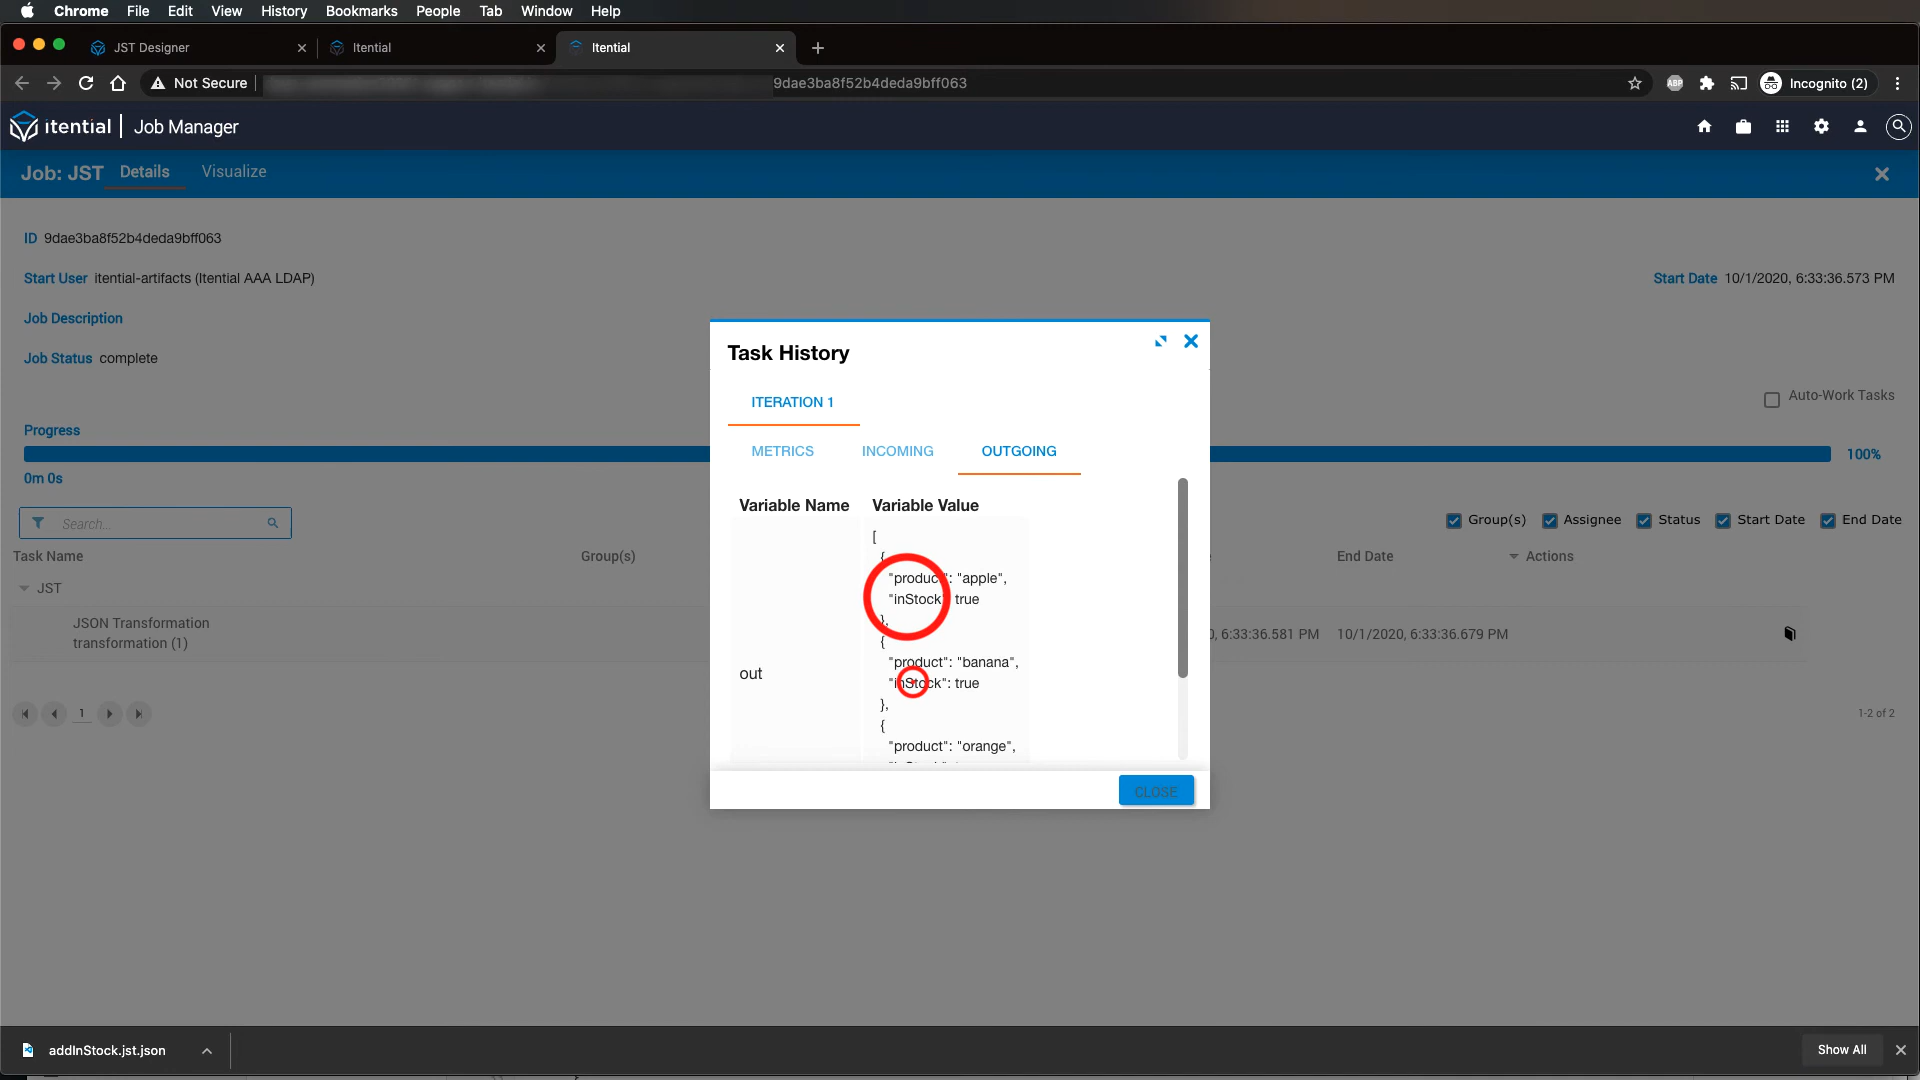 Chrome File Edit View History Bookmarks People Tab Window Help
JST Designer
Itential
Itential
Not Secure
9dae3ba8f52b4deda9bff063
ABP
Incognito (2)
itential | Job Manager
Job: JST Details Visualize
ID 9dae3ba8f52b4deda9bff063
Start User itential-artifacts (Itential AAA LDAP)
Start Date 10/1/2020, 6:33:36.573 PM
Job Description
Job Status complete
Auto-Work Tasks
Progress
100%
0m 0s
Search...
Group(s) Assignee Status Start Date End Date
Task Name Group(s) End Date Actions
JST
JSON Transformation
transformation (1)
, 6:33:36.581 PM 10/1/2020, 6:33:36.679 PM
1
1-2 of 2
Task History
ITERATION 1
METRICS INCOMING OUTGOING
Variable Name Variable Value
out
[
{
"product": "apple",
"inStock": true
},
{
"product": "banana",
"inStock": true
},
{
"product": "orange",
CLOSE
addInStock.jst.json
Show All